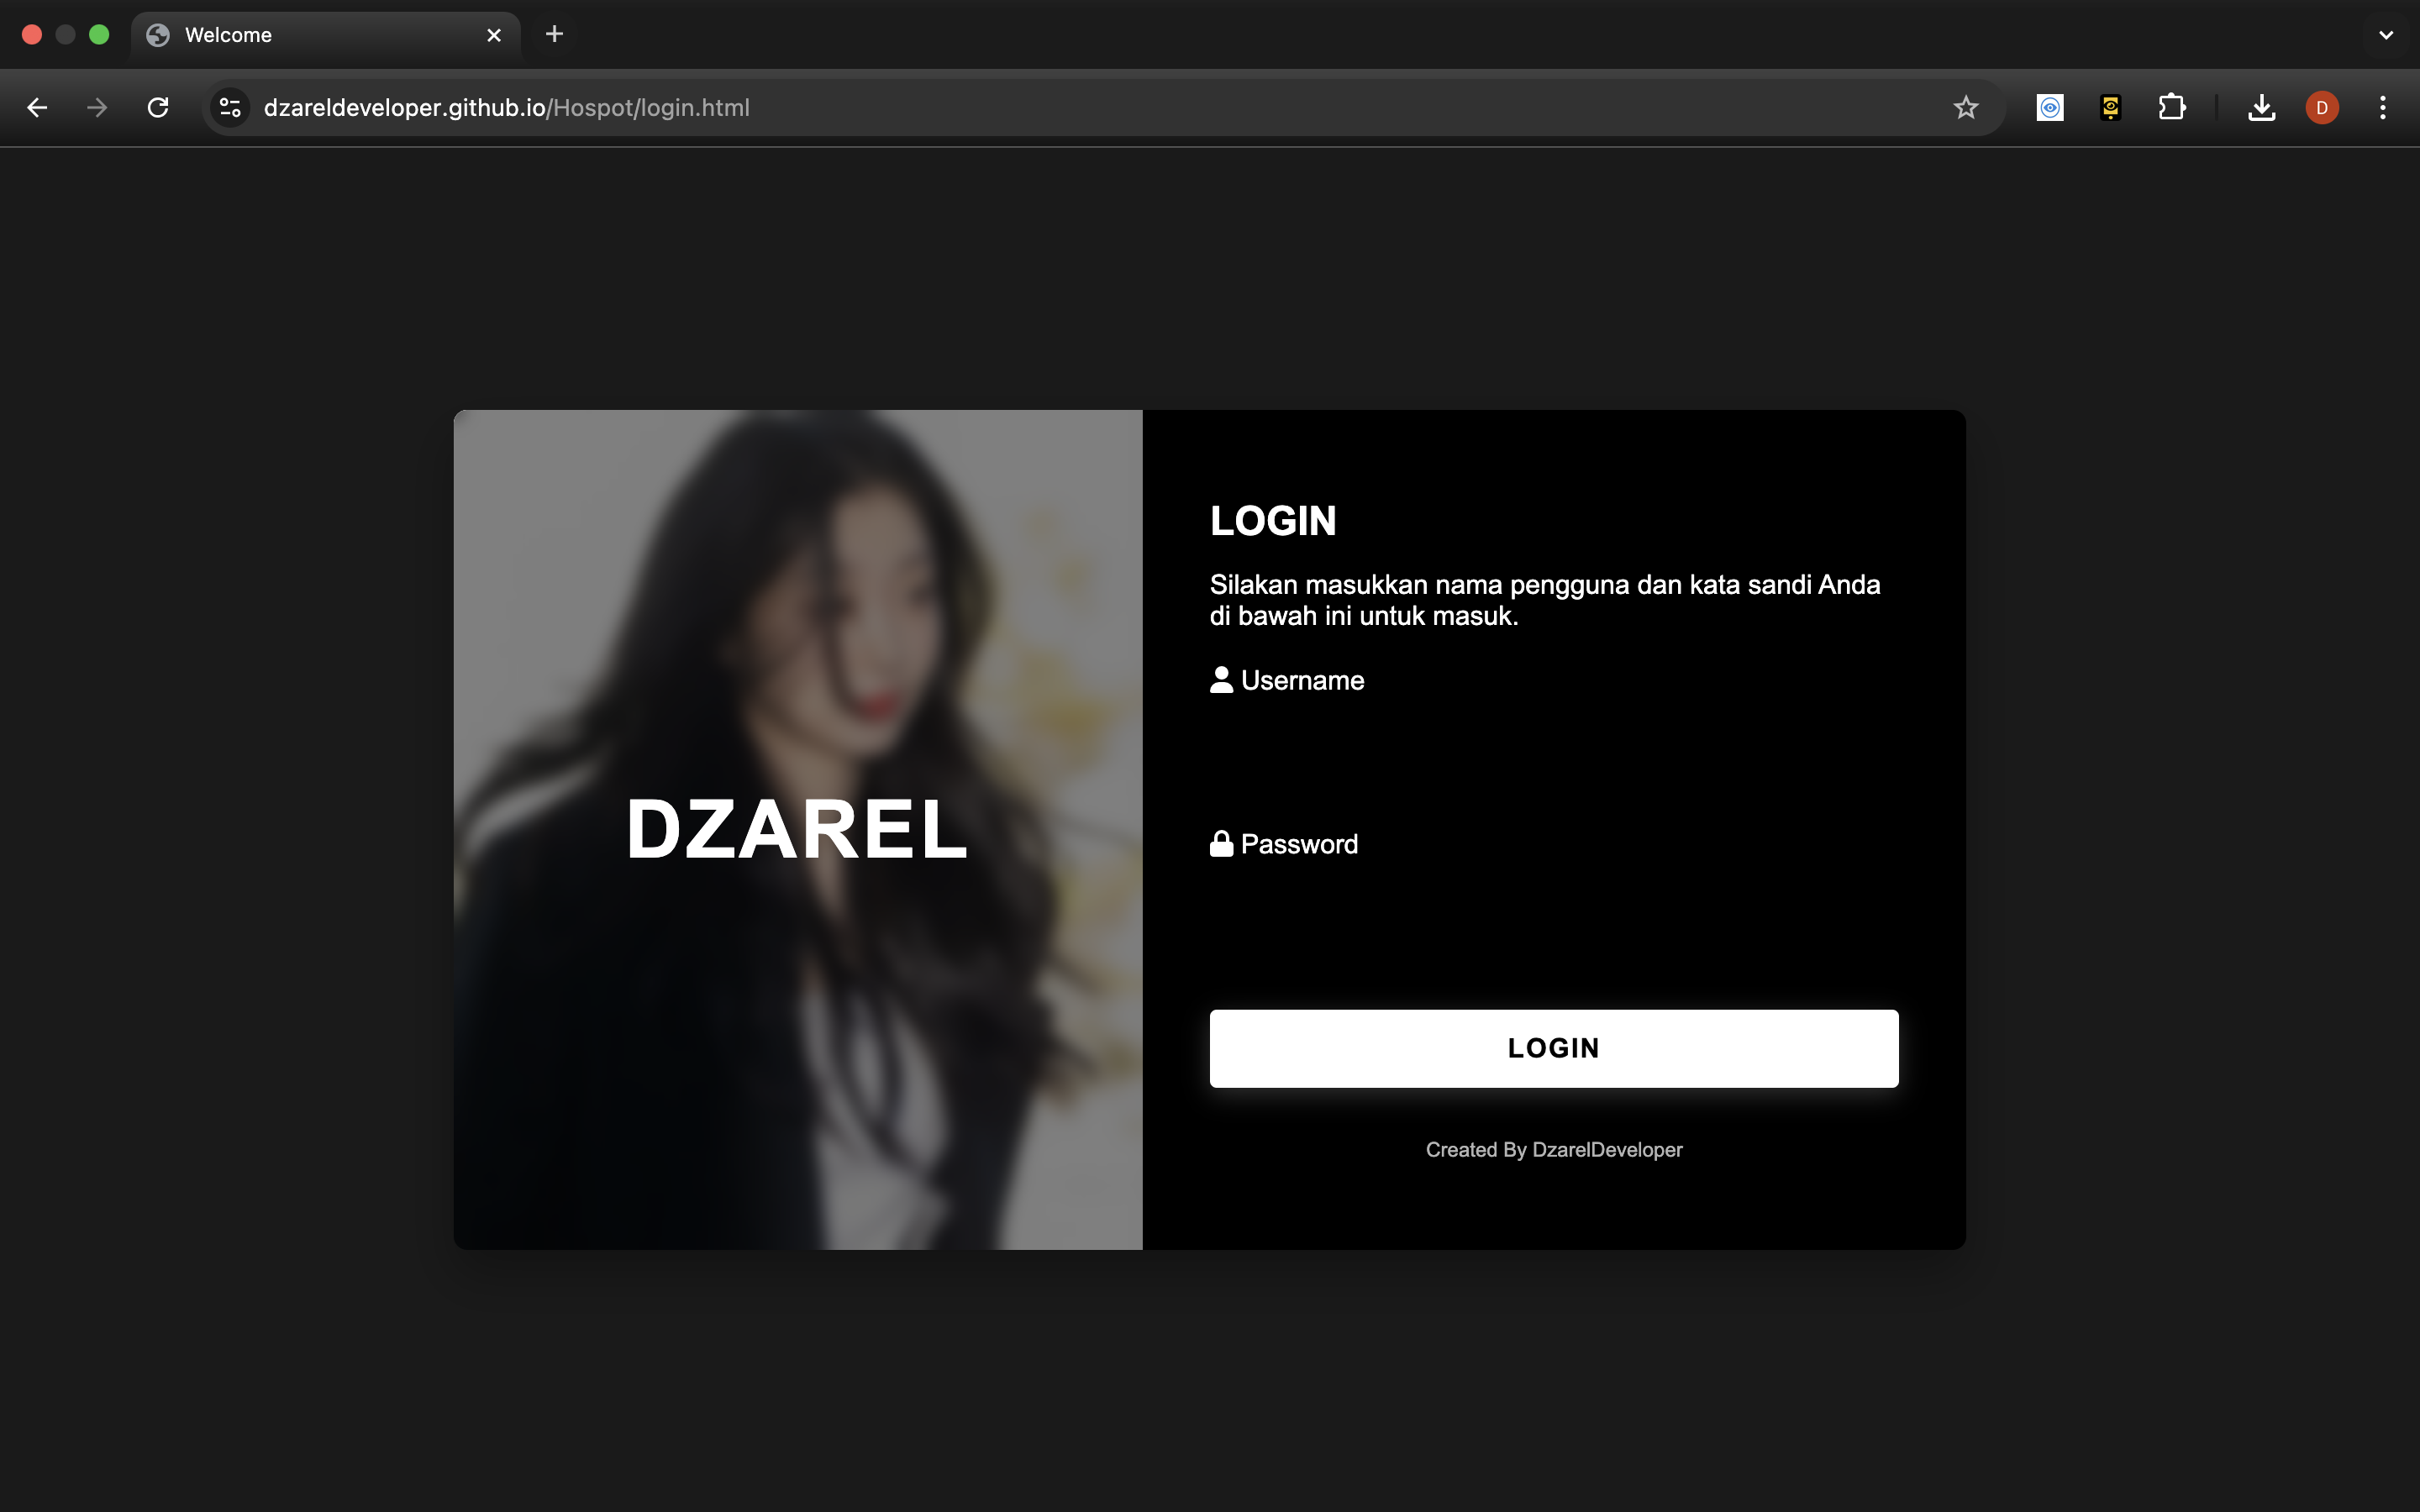 Welcome
dzareldeveloper.github.io/Hospot/login.html
D
DZAREL
LOGIN
Silakan masukkan nama pengguna dan kata sandi Anda
di bawah ini untuk masuk.
Username
Password
LOGIN
Created By DzarelDeveloper